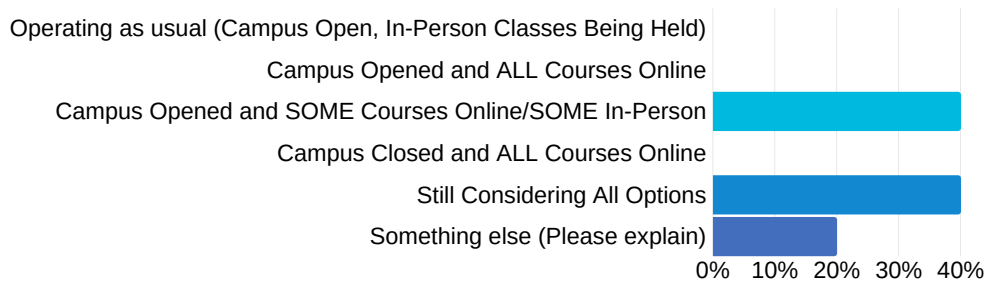 Operating as usual (Campus Open, In-Person Classes Being Held)
Campus Opened and ALL Courses Online
Campus Opened and SOME Courses Online/SOME In-Person
Campus Closed and ALL Courses Online
Still Considering All Options
Something else (Please explain)
0% 10% 20% 30% 40%